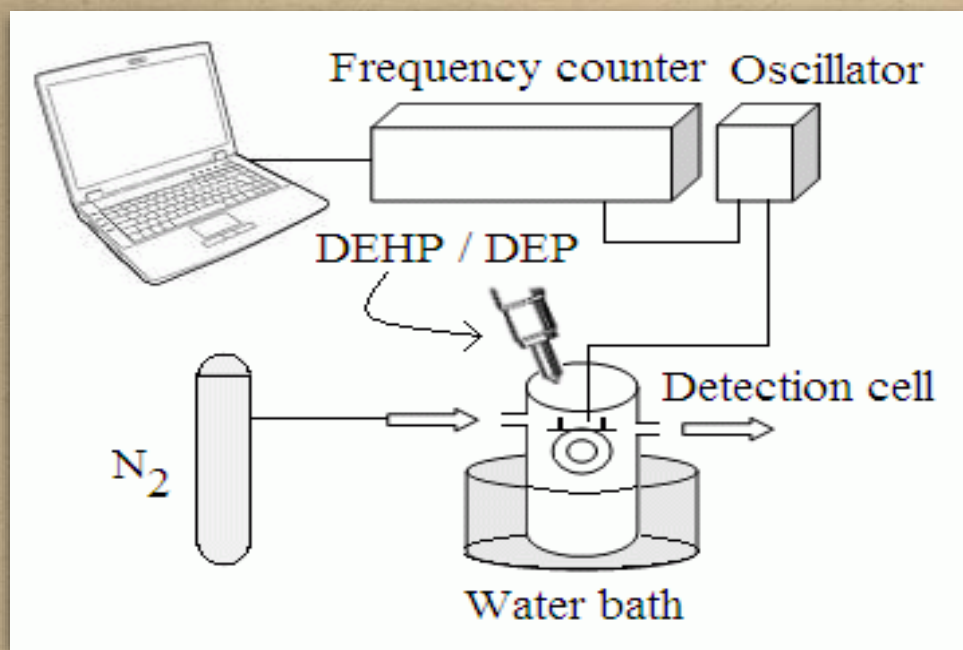 Frequency counter
Oscillator
DEHP / DEP
Detection cell
N2
Water bath